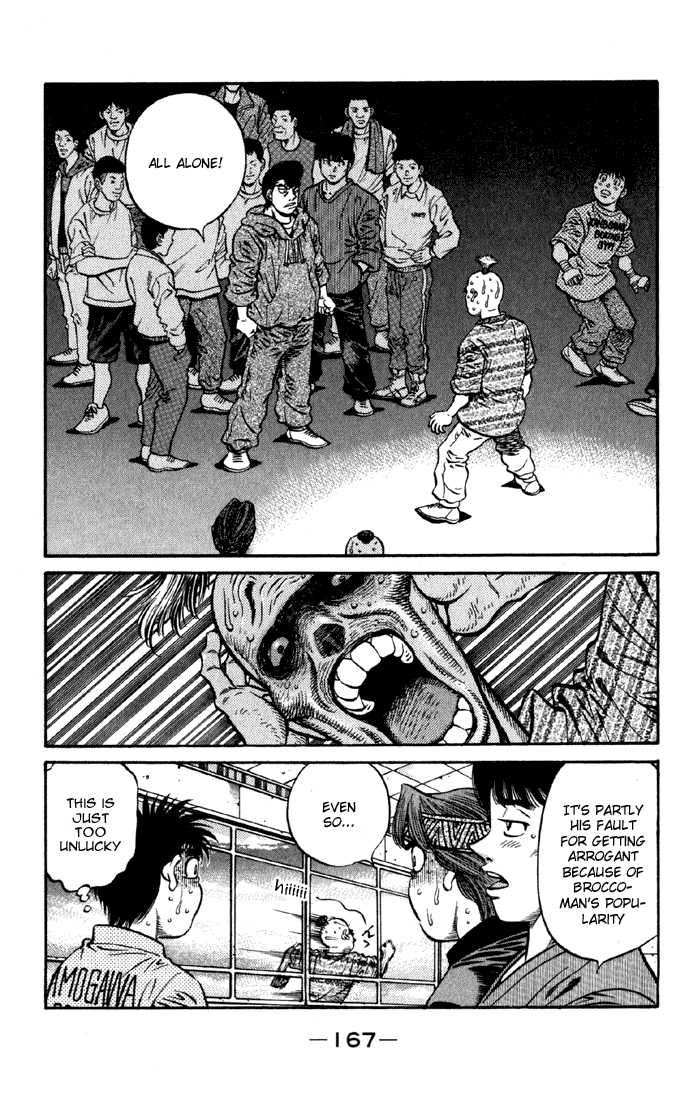 ALL ALONE!
IT'S PARTLY
HIS FAULT
FOR GETTING
ARROGANT
BECAUSE OF
BROCCO-
MAN'S POPU-
LARITY
EVEN
SO...
hiiiiii
THIS IS
JUST
TOO
UNLUCKY
AMOGAWA
—167—